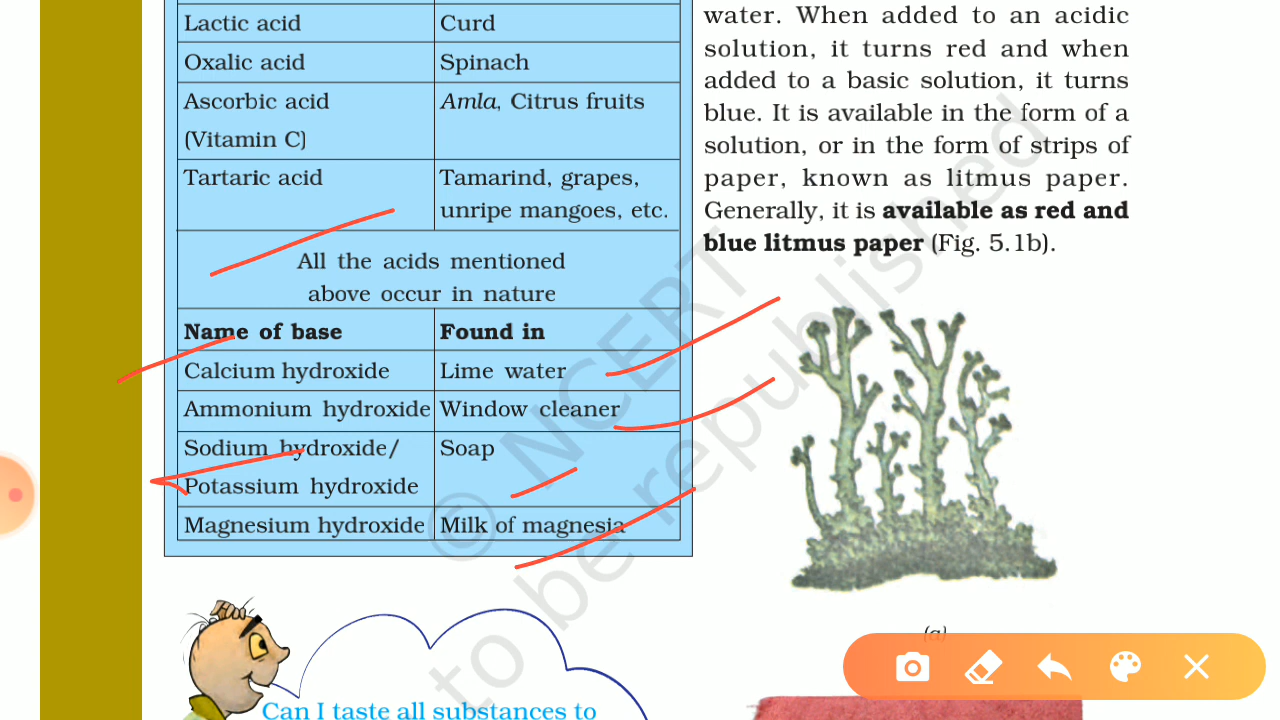 Lactic acid Curd
Oxalic acid Spinach
Ascorbic acid Amla, Citrus fruits
(Vitamin C)
Tartaric acid Tamarind, grapes,
unripe mangoes, etc.
All the acids mentioned
above occur in nature
Name of base Found in
Calcium hydroxide Lime water
Ammonium hydroxide Window cleaner
Sodium hydroxide/ Soap
Potassium hydroxide
Magnesium hydroxide Milk of magnesia
Can I taste all substances to
water. When added to an acidic
solution, it turns red and when
added to a basic solution, it turns
blue. It is available in the form of a
solution, or in the form of strips of
paper, known as litmus paper.
Generally, it is available as red and
blue litmus paper (Fig. 5.1b).
(a)
© NCERT
to be republished